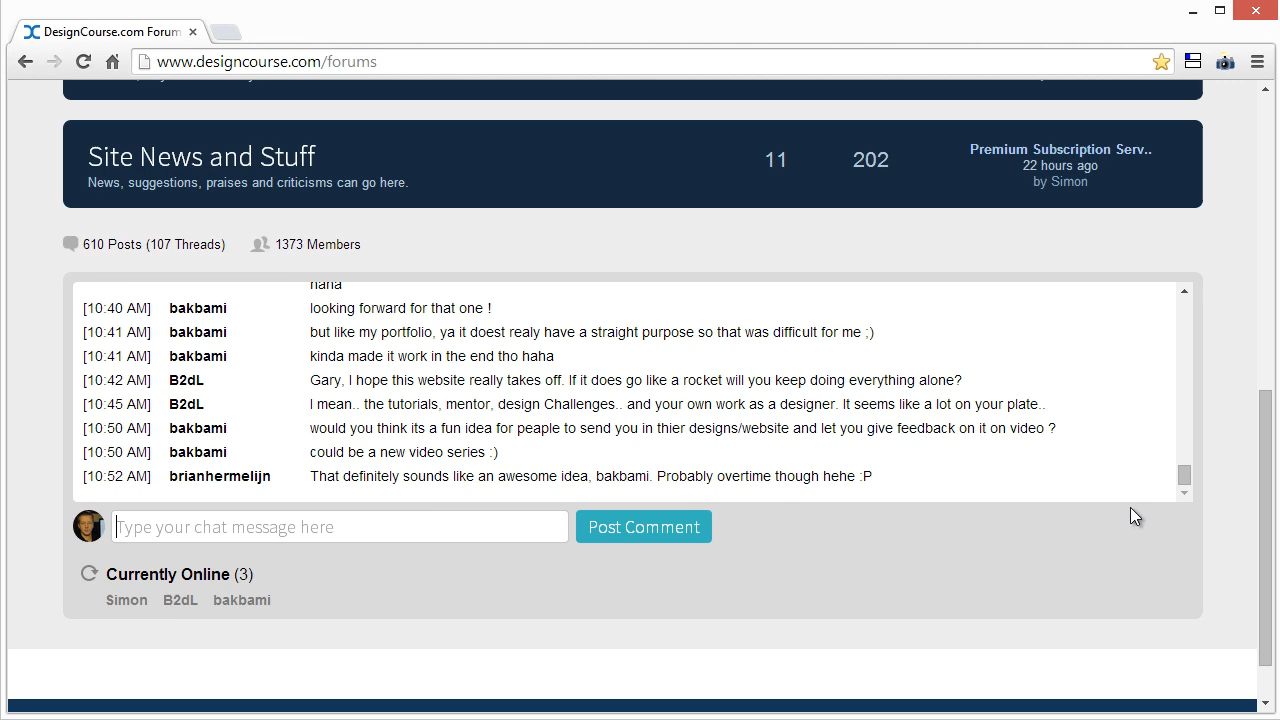 DesignCourse.com Forum
www.designcourse.com/forums
Site News and Stuff
News, suggestions, praises and criticisms can go here.
11
202
Premium Subscription Serv..
22 hours ago
by Simon
610 Posts (107 Threads)
1373 Members
haha
[10:40 AM] bakbami looking forward for that one !
[10:41 AM] bakbami but like my portfolio, ya it doest realy have a straight purpose so that was difficult for me ;)
[10:41 AM] bakbami kinda made it work in the end tho haha
[10:42 AM] B2dL Gary, I hope this website really takes off. If it does go like a rocket will you keep doing everything alone?
[10:45 AM] B2dL I mean.. the tutorials, mentor, design Challenges.. and your own work as a designer. It seems like a lot on your plate..
[10:50 AM] bakbami would you think its a fun idea for peaple to send you in thier designs/website and let you give feedback on it on video ?
[10:50 AM] bakbami could be a new video series :)
[10:52 AM] brianhermelijn That definitely sounds like an awesome idea, bakbami. Probably overtime though hehe :P
Type your chat message here
Post Comment
Currently Online (3)
Simon B2dL bakbami